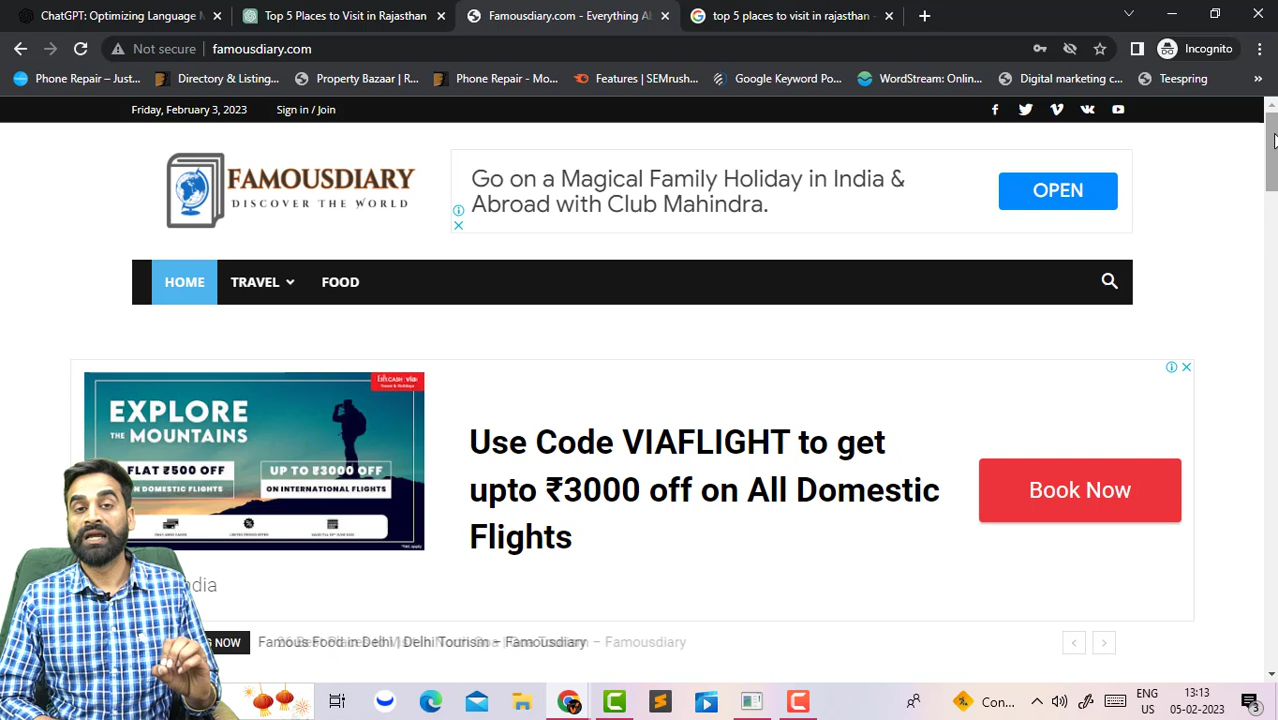 ChatGPT: Optimizing Language M
Top 5 Places to Visit in Rajasthan
Famousdiary.com - Everything Ab
top 5 places to visit in rajasthan -
Not secure
famousdiary.com
Incognito
Phone Repair – Just...
Directory & Listing...
Property Bazaar | R...
Phone Repair - Mo...
Features | SEMrush...
Google Keyword Po...
WordStream: Onlin...
Digital marketing c...
Teespring
Friday, February 3, 2023
Sign in / Join
FAMOUSDIARY
DISCOVER THE WORLD
Go on a Magical Family Holiday in India &
Abroad with Club Mahindra.
OPEN
HOME
TRAVEL
FOOD
EXPLORE
THE MOUNTAINS
FLAT ₹500 OFF
ON DOMESTIC FLIGHTS
UP TO ₹3000 OFF
ON INTERNATIONAL FLIGHTS
Use Code VIAFLIGHT to get
upto ₹3000 off on All Domestic
Flights
Book Now
NOW
Famous Food in Delhi | Delhi Tourism – Famousdiary
Con...
ENG
IN
13:13
05-02-2023
3